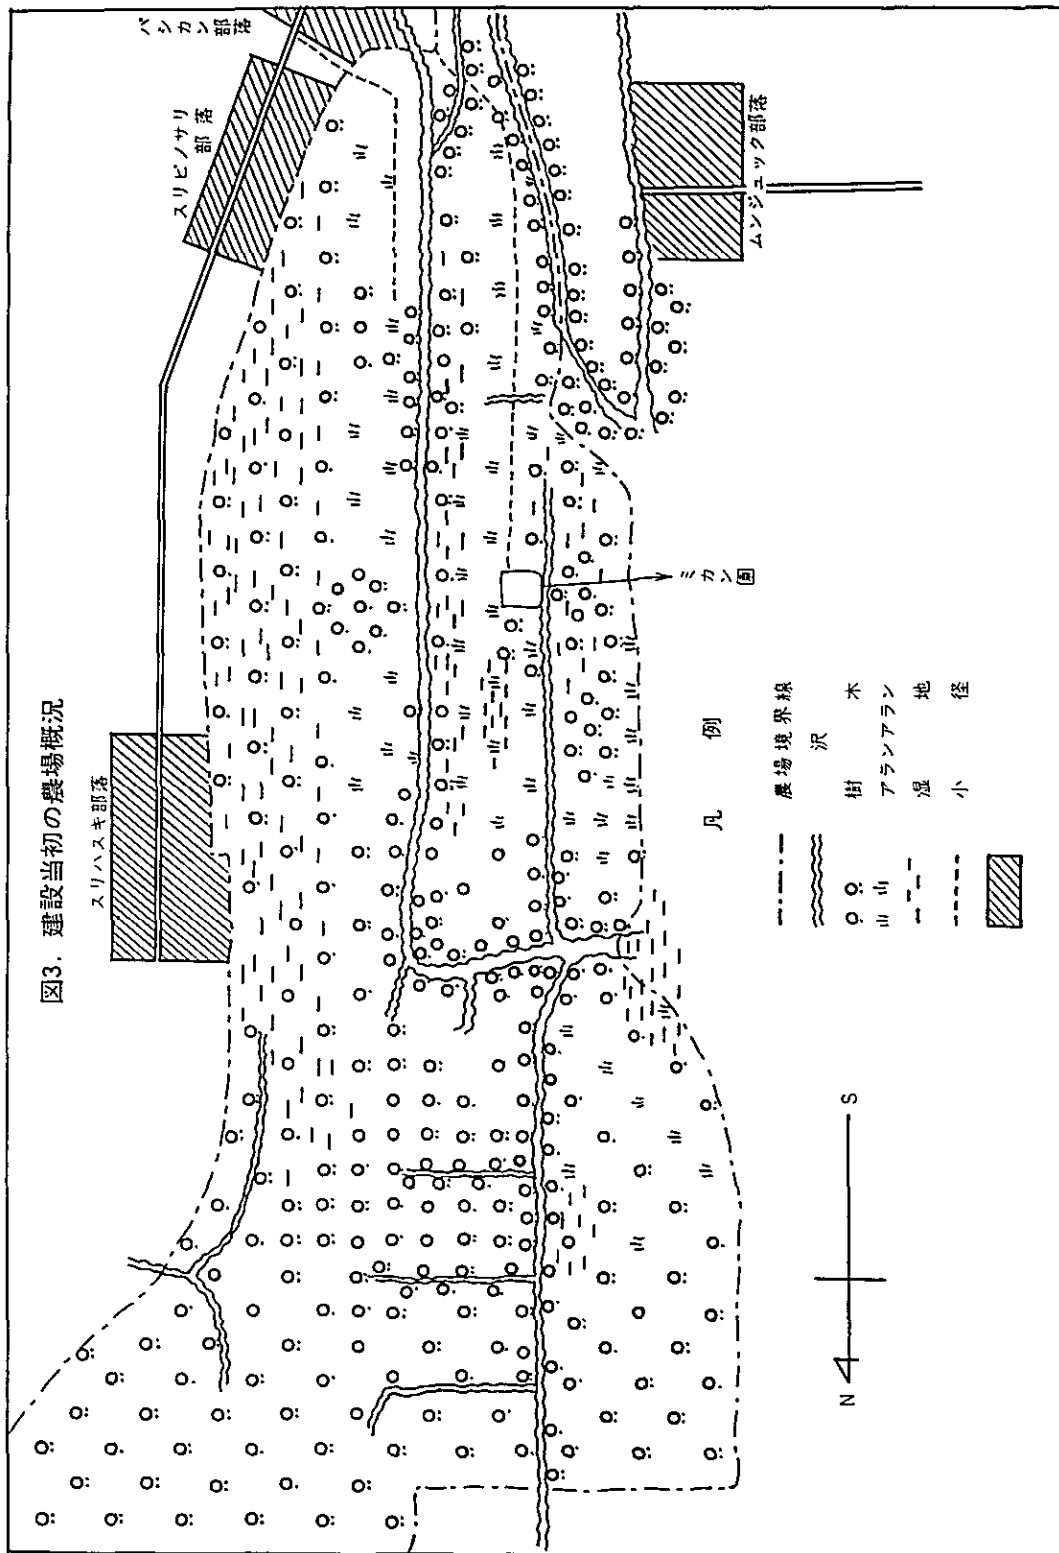 図3. 建設当初の農場概況
スリハスキ部落
スリピノサリ
部落
バシカン部落
ムンジュック部落
ミカン園
凡例
農場境界線
沢
樹木
アランアラン
湿地
小径
N
S